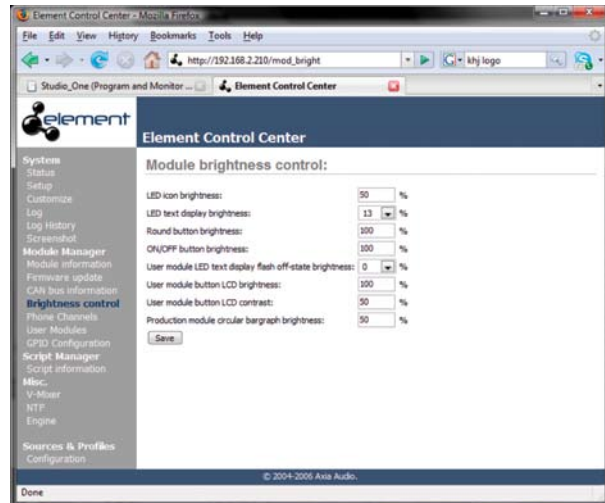 Element Control Center - Mozilla Firefox
File Edit View History Bookmarks Tools Help
http://192.168.2.210/mod_bright
khj logo
Studio_One (Program and Monitor ...
Element Control Center
element
Element Control Center
System
Status
Setup
Customize
Log
Log History
Screenshot
Module Manager
Module information
Firmware update
CAN bus information
Brightness control
Phone Channels
User Modules
GPIO Configuration
Script Manager
Script information
Misc.
V-Mixer
NTP
Engine
Sources & Profiles
Configuration
Module brightness control:
LED icon brightness: 50 %
LED text display brightness: 13 %
Round button brightness: 100 %
ON/OFF button brightness: 100 %
User module LED text display flash off-state brightness: 0 %
User module button LCD brightness: 100 %
User module button LCD contrast: 50 %
Production module circular bargraph brightness: 50 %
Save
© 2004-2006 Axia Audio.
Done